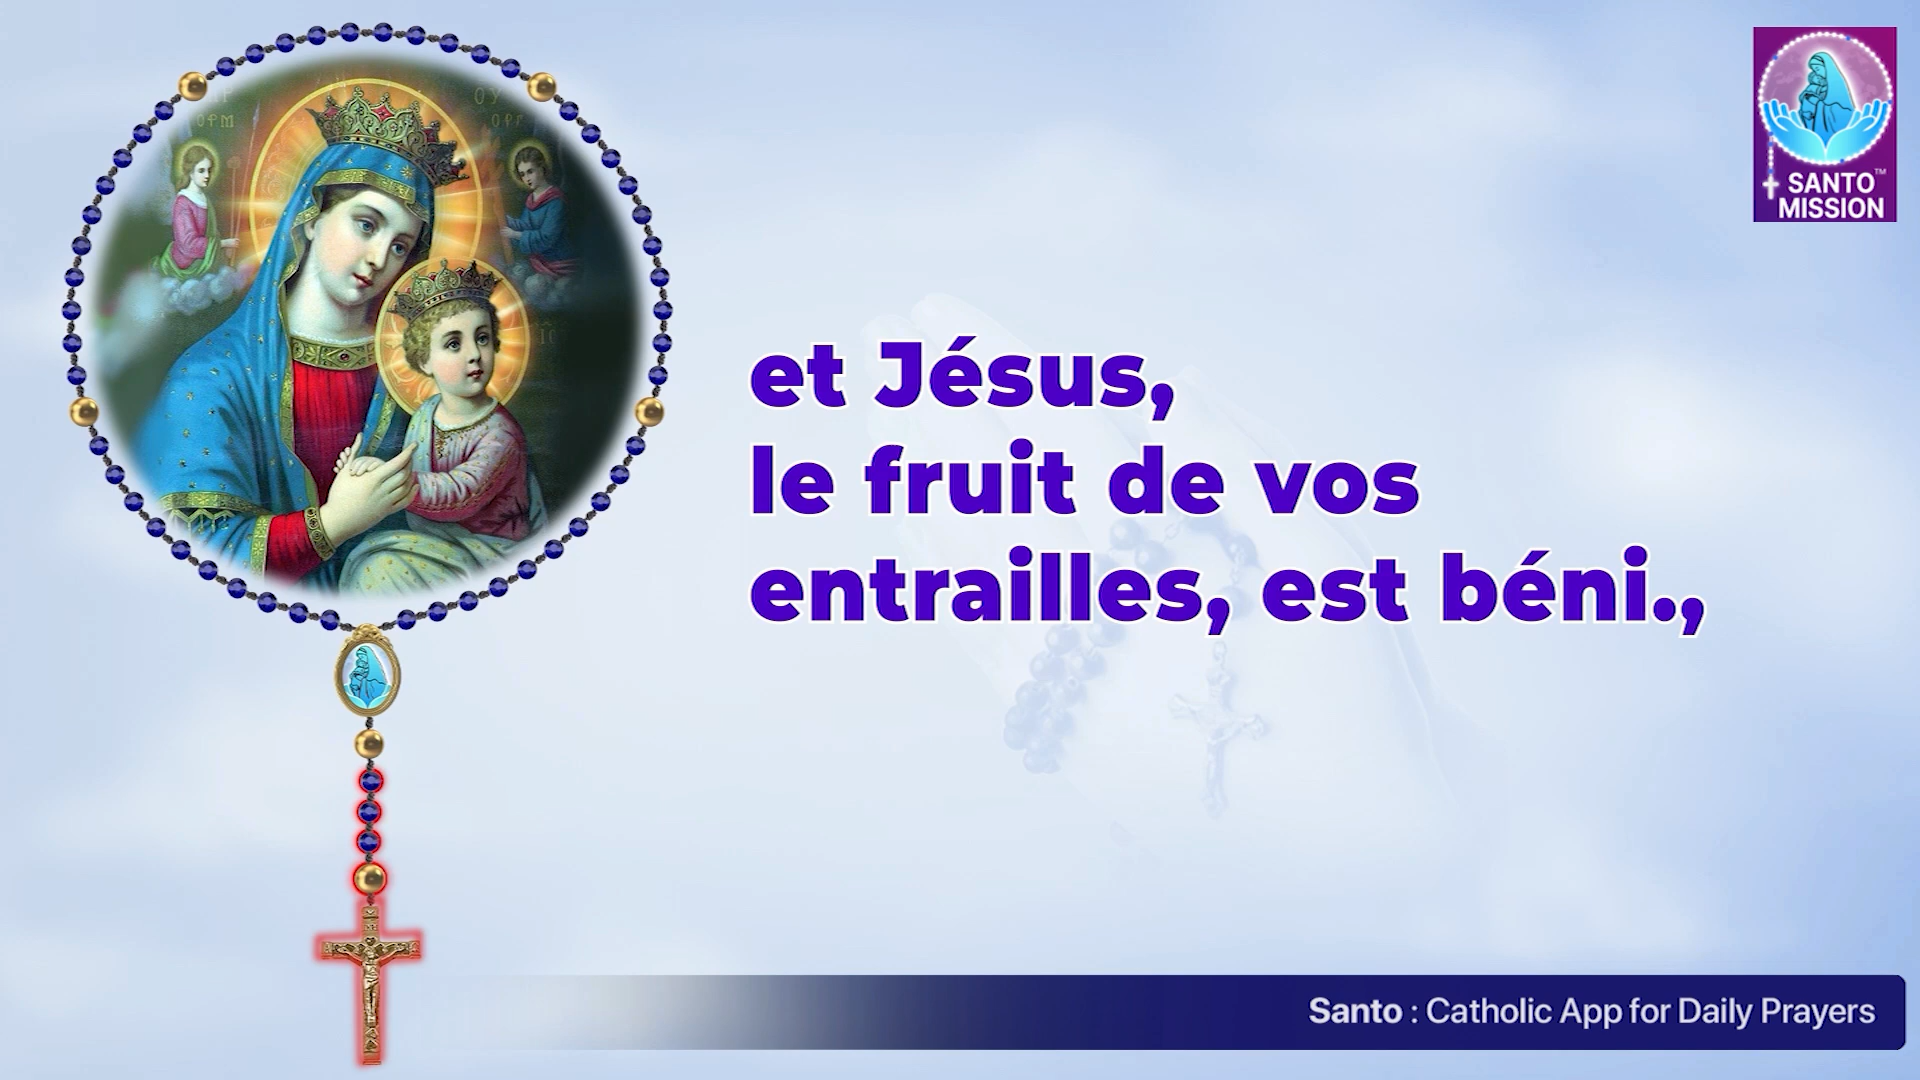 SANTO™
MISSION
et Jésus,
le fruit de vos
entrailles, est béni.,
Santo : Catholic App for Daily Prayers